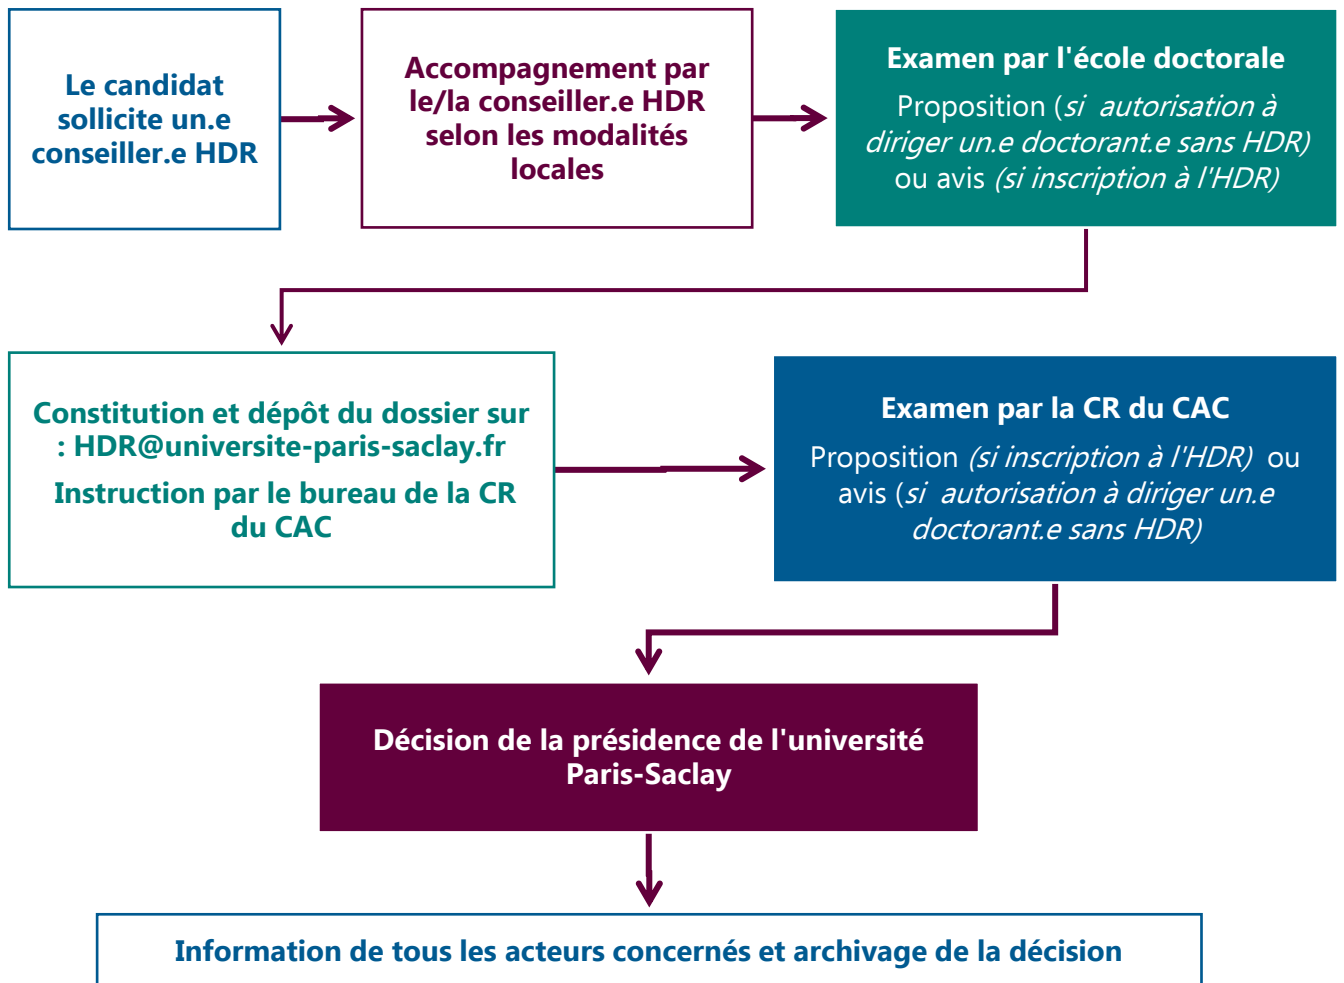 Le candidat
sollicite un.e
conseiller.e HDR
Accompagnement par
le/la conseiller.e HDR
selon les modalités
locales
Examen par l'école doctorale
Proposition (si autorisation à
diriger un.e doctorant.e sans HDR)
ou avis (si inscription à l'HDR)
Constitution et dépôt du dossier sur
: HDR@universite-paris-saclay.fr
Instruction par le bureau de la CR
du CAC
Examen par la CR du CAC
Proposition (si inscription à l'HDR) ou
avis (si autorisation à diriger un.e
doctorant.e sans HDR)
Décision de la présidence de l'université
Paris-Saclay
Information de tous les acteurs concernés et archivage de la décision